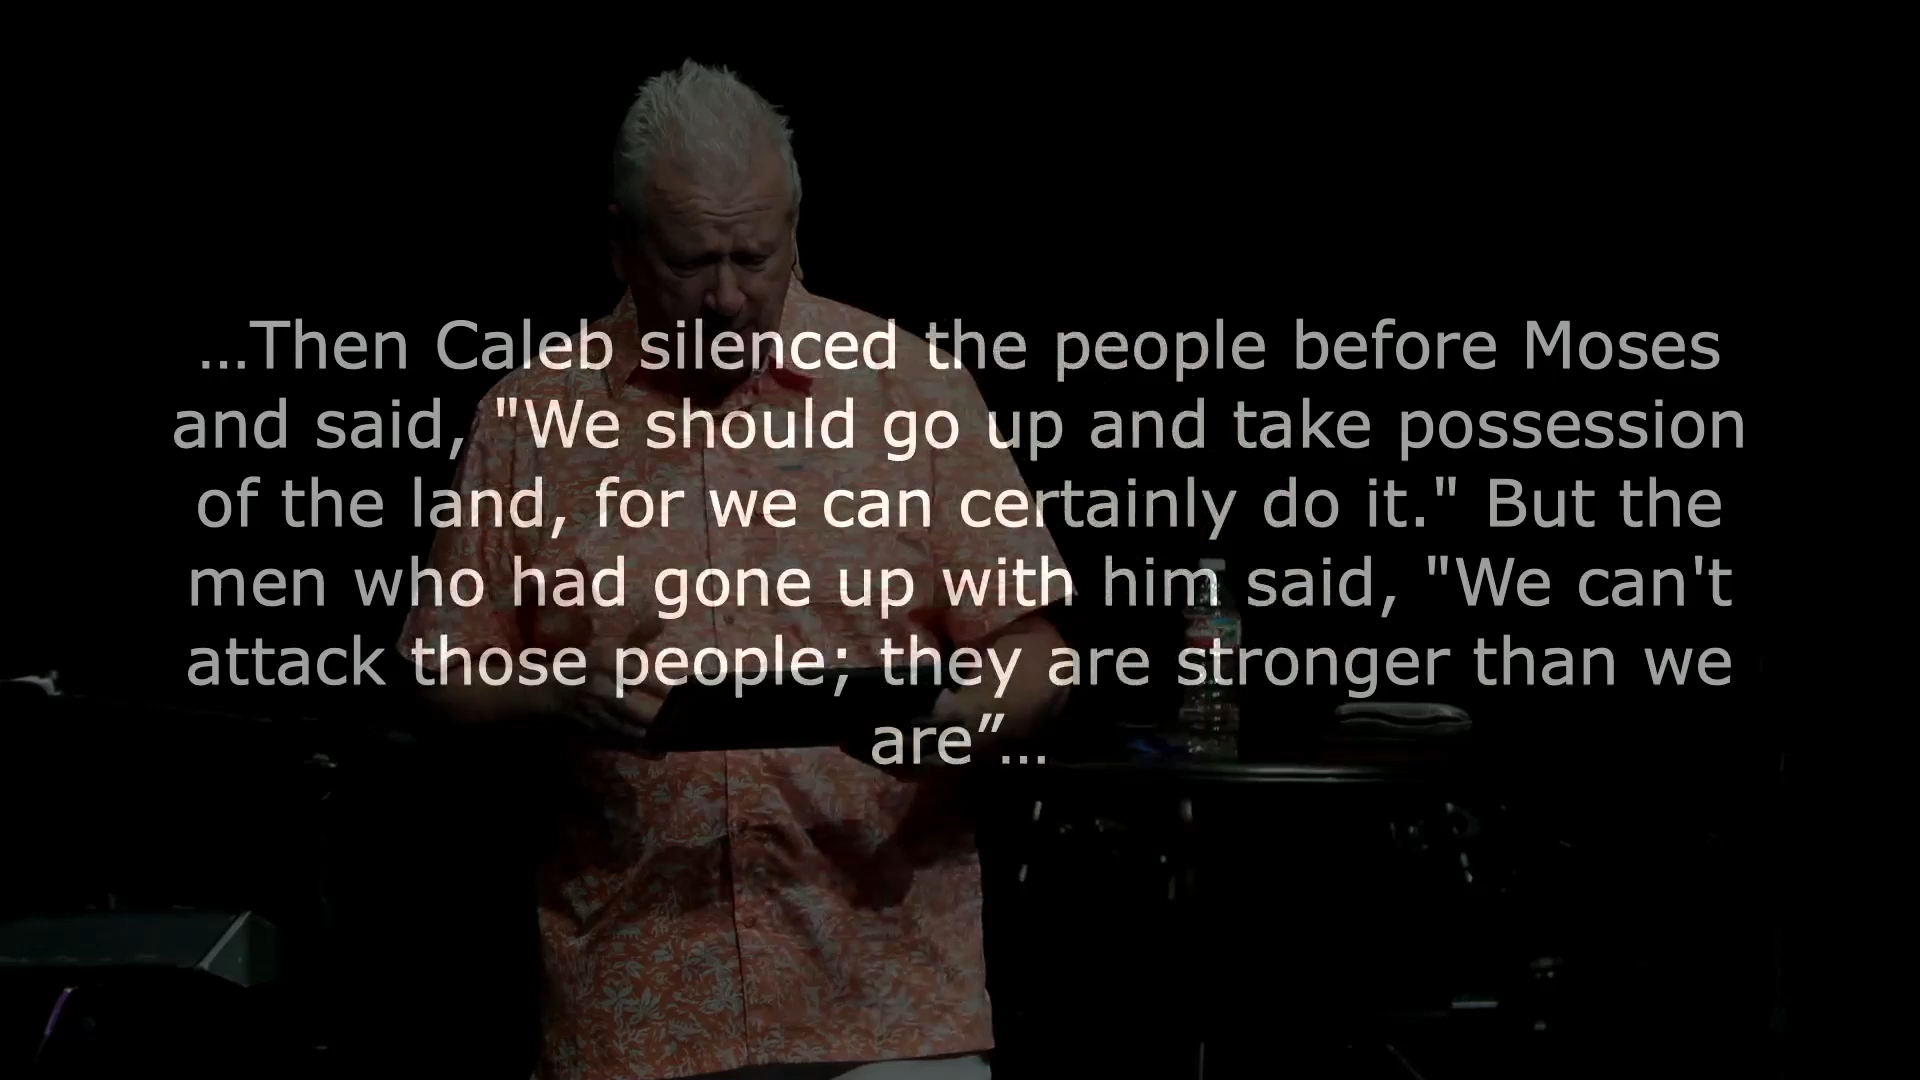 …Then Caleb silenced the people before Moses
and said, "We should go up and take possession
of the land, for we can certainly do it." But the
men who had gone up with him said, "We can't
attack those people; they are stronger than we
are”…